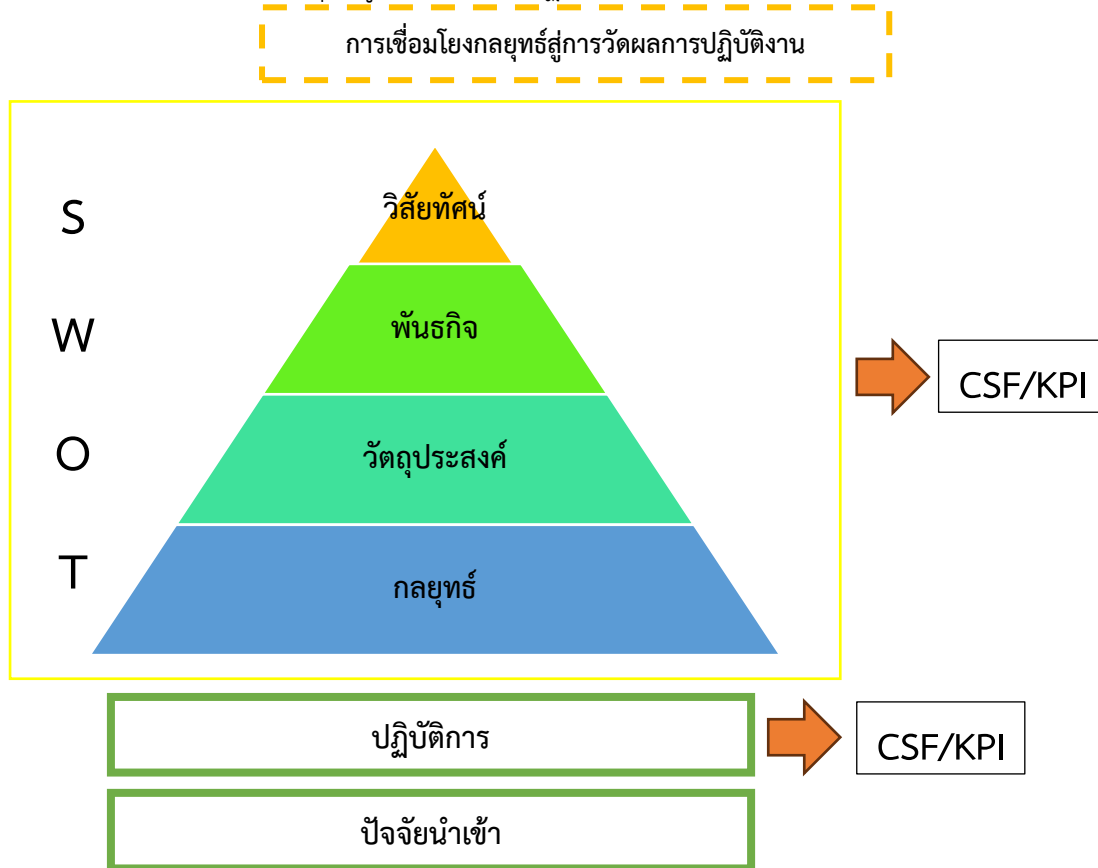 การเชื่อมโยงกลยุทธ์สู่การวัดผลการปฏิบัติงาน
S
วิสัยทัศน์
W
พันธกิจ
CSF/KPI
O
วัตถุประสงค์
T
กลยุทธ์
ปฏิบัติการ
CSF/KPI
ปัจจัยนำเข้า